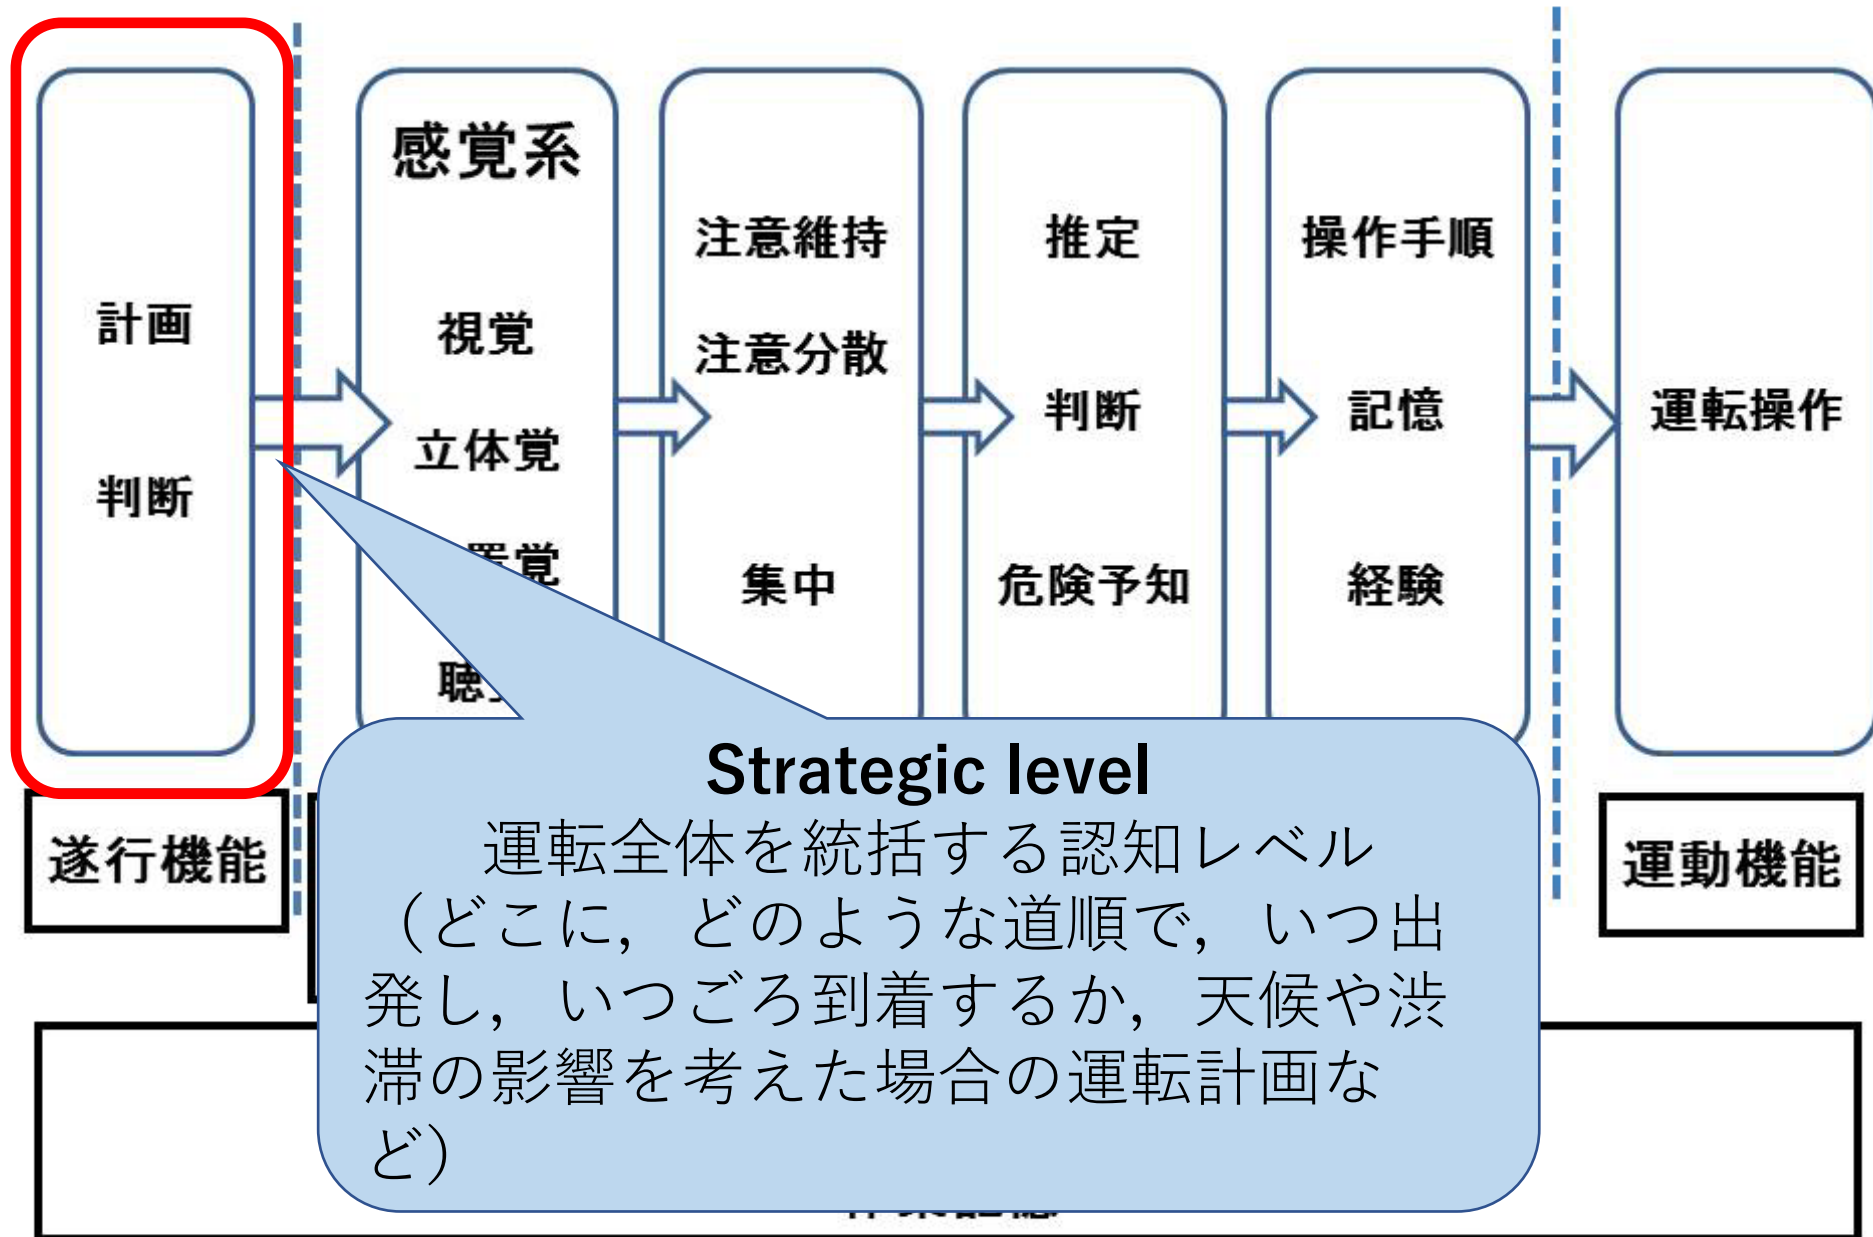 計画
判断
感覚系
視覚
立体覚
注意維持
注意分散
集中
推定
判断
危険予知
操作手順
記憶
経験
運転操作
遂行機能
運動機能
Strategic level
運転全体を統括する認知レベル
（どこに，どのような道順で，いつ出
発し，いつごろ到着するか，天候や渋
滞の影響を考えた場合の運転計画な
ど）